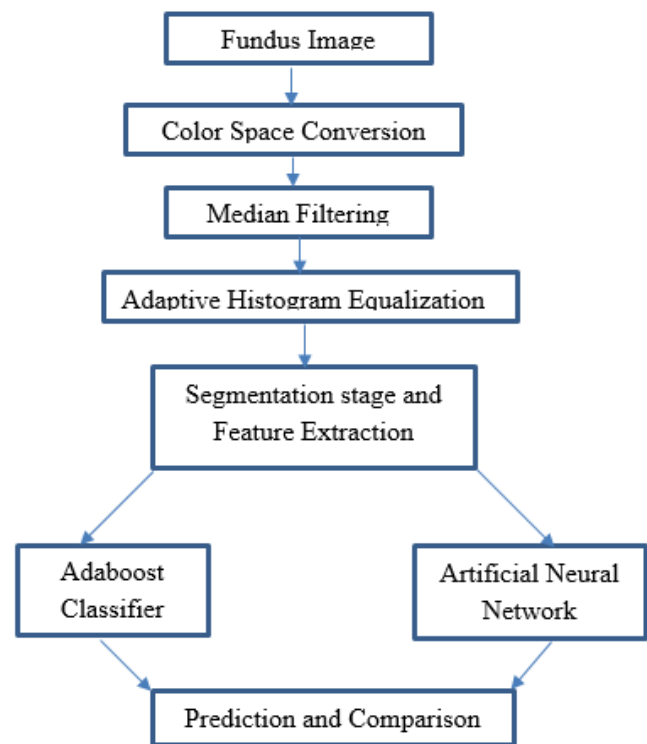 Fundus Image
Color Space Conversion
Median Filtering
Adaptive Histogram Equalization
Segmentation stage and
Feature Extraction
Adaboost
Classifier
Artificial Neural
Network
Prediction and Comparison